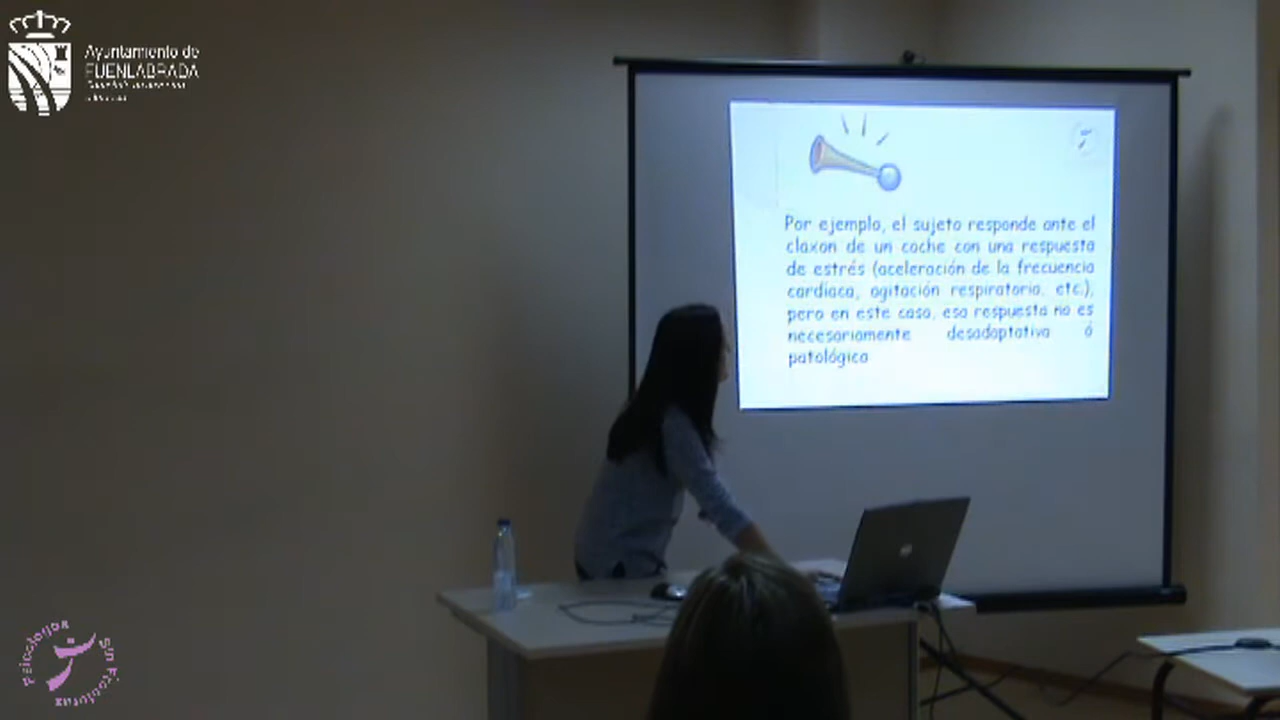 Ayuntamiento de
FUENLABRADA
Por ejemplo, el sujeto responde ante el
claxon de un coche con una respuesta
de estrés (aceleración de la frecuencia
cardíaca, agitación respiratoria, etc.),
pero en este caso, esa respuesta no es
necesariamente desadaptativa ó
patológica
Psicólogos Sin Fronteras